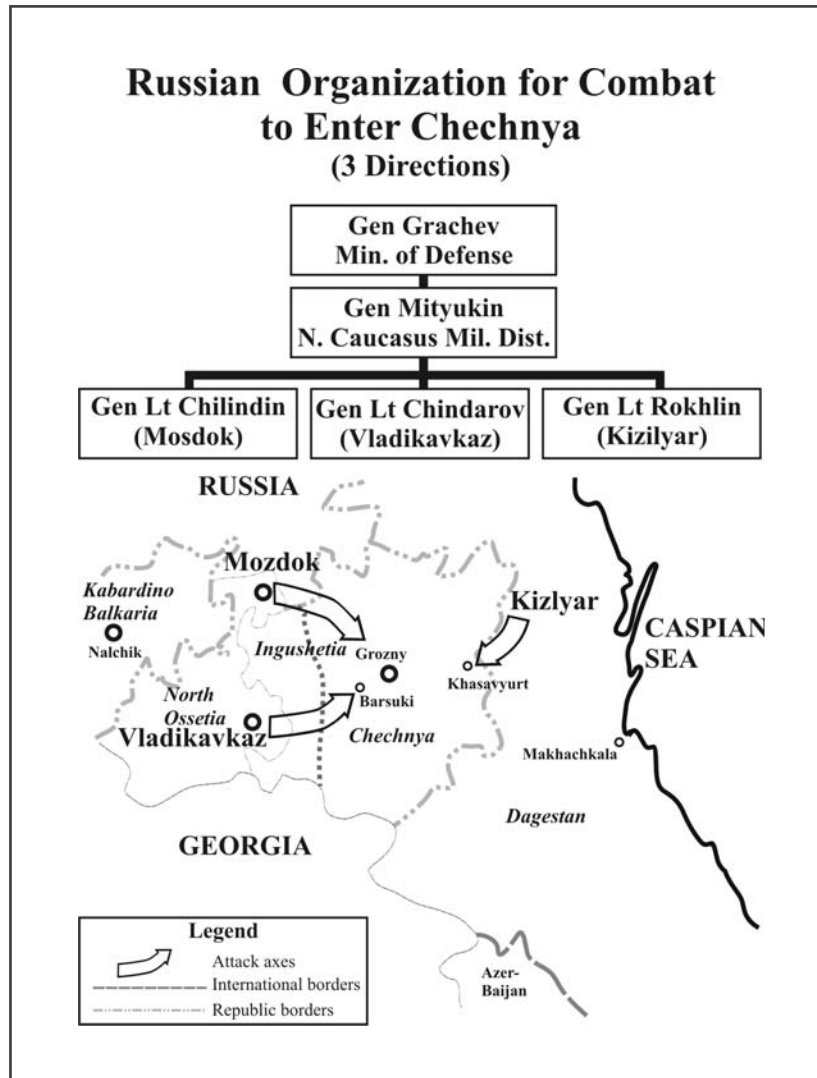 Russian Organization for Combat
to Enter Chechnya
(3 Directions)
Gen Grachev
Min. of Defense
Gen Mityukin
N. Caucasus Mil. Dist.
Gen Lt Chilindin
(Mosdok)
Gen Lt Chindarov
(Vladikavkaz)
Gen Lt Rokhlin
(Kizilyar)
RUSSIA
Mozdok
Kabardino
Balkaria
Nalchik
Kizlyar
CASPIAN
SEA
Ingushetia
Grozny
Khasavyurt
North
Ossetia
Barsuki
Vladikavkaz
Chechnya
Makhachkala
Dagestan
GEORGIA
Legend
Attack axes
International borders
Republic borders
Azer-
Baijan